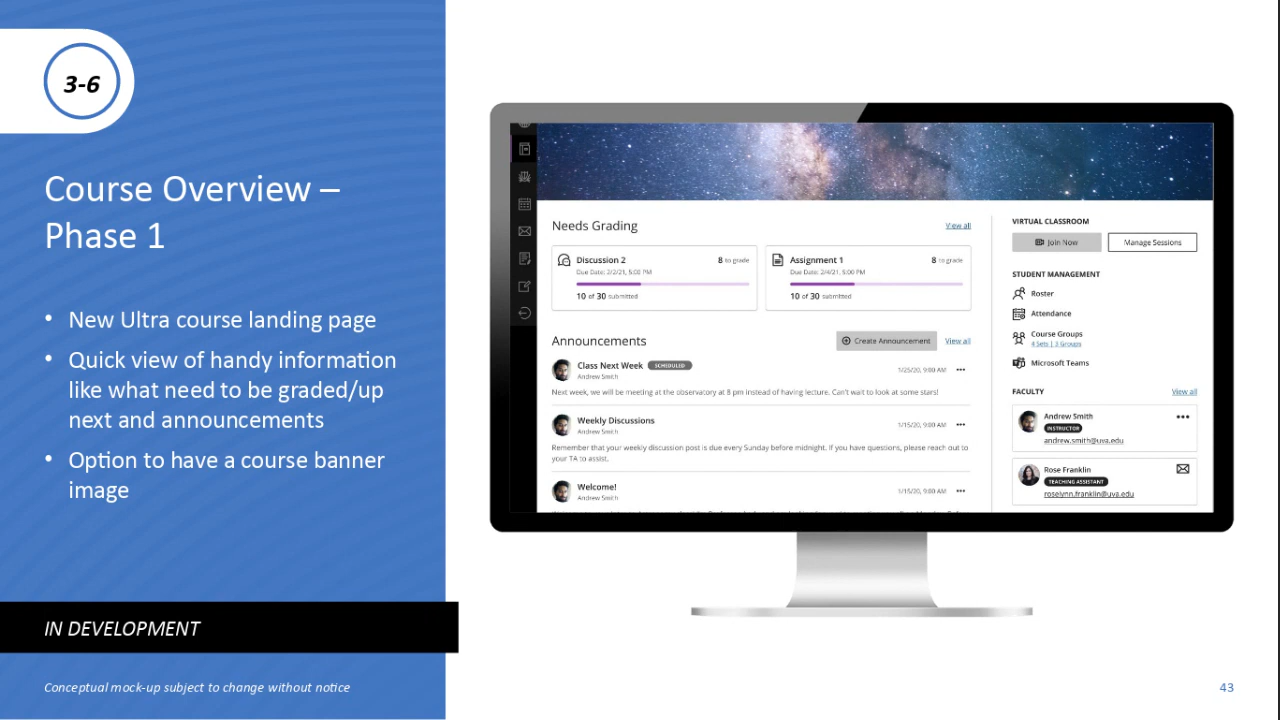 3-6
Course Overview –
Phase 1
• New Ultra course landing page
• Quick view of handy information
like what need to be graded/up
next and announcements
• Option to have a course banner
image
IN DEVELOPMENT
Conceptual mock-up subject to change without notice
Needs Grading
View all
Discussion 2
8 to grade
Due Date: 2/2/21, 5:00 PM
10 of 30 submitted
Assignment 1
8 to grade
Due Date: 2/4/21, 5:00 PM
10 of 30 submitted
Announcements
Create Announcement
View all
Class Next Week SCHEDULED
Andrew Smith
1/25/20, 9:00 AM
Next week, we will be meeting at the observatory at 8 pm instead of having lecture. Can't wait to look at some stars!
Weekly Discussions
Andrew Smith
1/15/20, 9:00 AM
Remember that your weekly discussion post is due every Sunday before midnight. If you have questions, please reach out to
your TA to assist.
Welcome!
Andrew Smith
1/15/20, 9:00 AM
VIRTUAL CLASSROOM
Join Now
Manage Sessions
STUDENT MANAGEMENT
Roster
Attendance
Course Groups
4 Sets | 3 Groups
Microsoft Teams
FACULTY
View all
Andrew Smith
INSTRUCTOR
andrew.smith@uva.edu
Rose Franklin
TEACHING ASSISTANT
roselynn.franklin@uva.edu
43